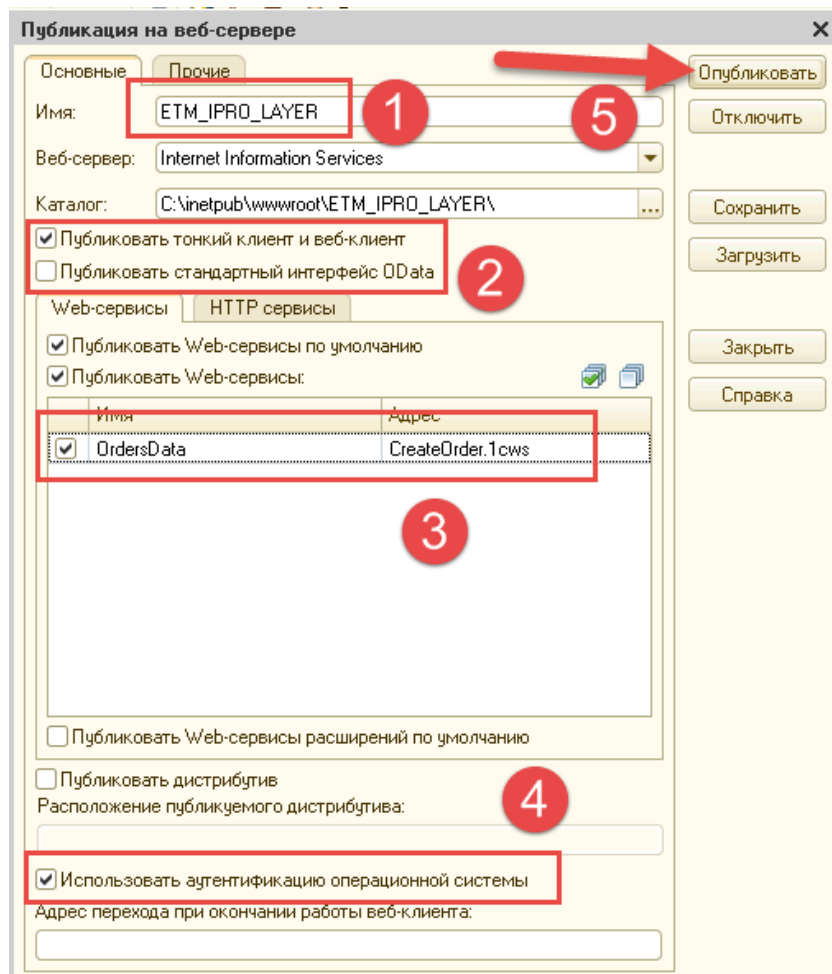 Публикация на веб-сервере
Основные Прочие
Опубликовать
Имя: ETM_IPRO_LAYER
1
5
Отключить
Веб-сервер: Internet Information Services
Каталог: C:\inetpub\wwwroot\ETM_IPRO_LAYER\ ...
Сохранить
Публиковать тонкий клиент и веб-клиент
Загрузить
Публиковать стандартный интерфейс OData
2
Web-сервисы HTTP сервисы
Публиковать Web-сервисы по умолчанию
Закрыть
Публиковать Web-сервисы:
Справка
Имя Адрес
OrdersData CreateOrder.1cws
3
Публиковать Web-сервисы расширений по умолчанию
Публиковать дистрибутив
4
Расположение публикуемого дистрибутива:
Использовать аутентификацию операционной системы
Адрес перехода при окончании работы веб-клиента: